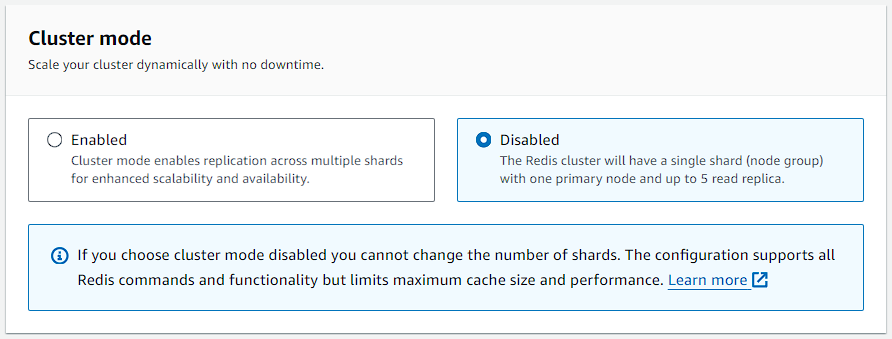 Cluster mode
Scale your cluster dynamically with no downtime.
Enabled
Cluster mode enables replication across multiple shards
for enhanced scalability and availability.
Disabled
The Redis cluster will have a single shard (node group)
with one primary node and up to 5 read replica.
If you choose cluster mode disabled you cannot change the number of shards. The configuration supports all
Redis commands and functionality but limits maximum cache size and performance. Learn more